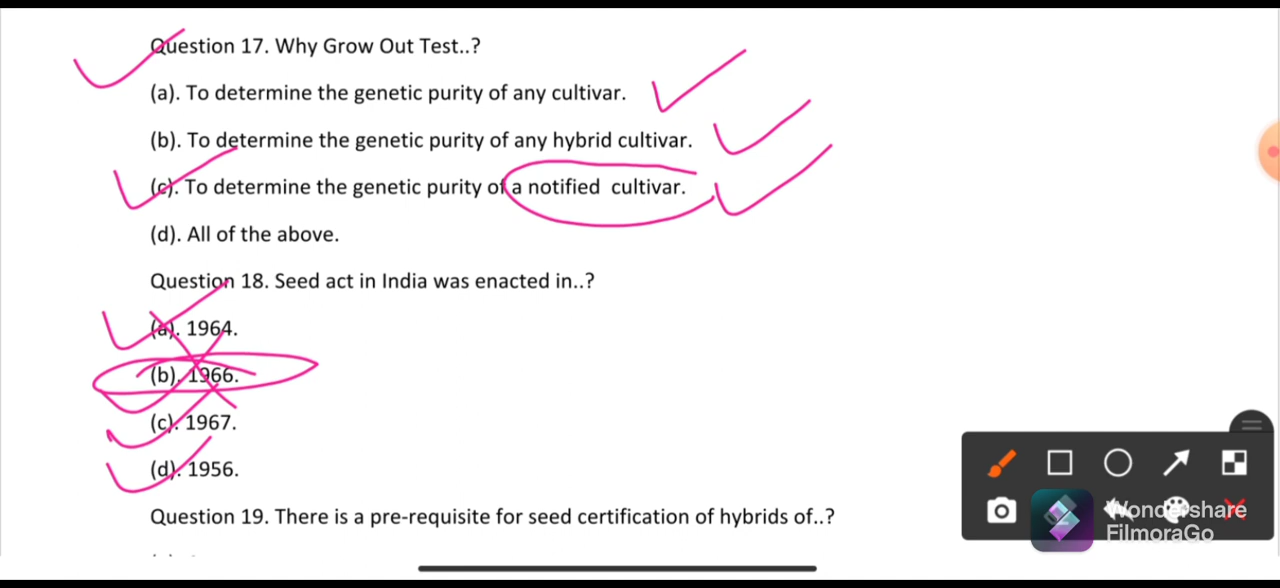 Question 17. Why Grow Out Test..?
(a). To determine the genetic purity of any cultivar.
(b). To determine the genetic purity of any hybrid cultivar.
(c). To determine the genetic purity of a notified cultivar.
(d). All of the above.
Question 18. Seed act in India was enacted in..?
(a). 1964.
(b). 1966.
(c). 1967.
(d). 1956.
Question 19. There is a pre-requisite for seed certification of hybrids of..?
Wondershare
FilmoraGo